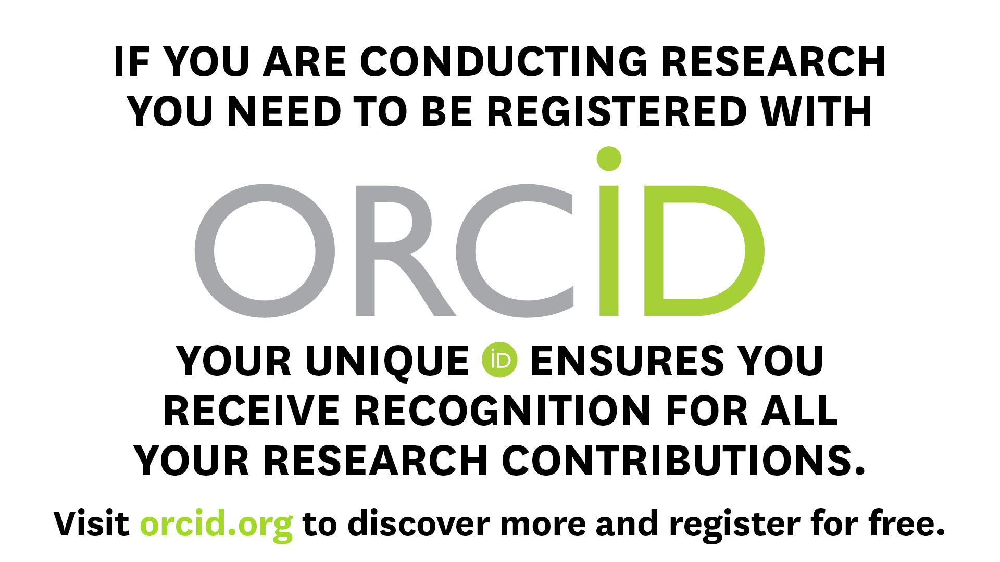 IF YOU ARE CONDUCTING RESEARCH
YOU NEED TO BE REGISTERED WITH
ORCiD
YOUR UNIQUE iD ENSURES YOU
RECEIVE RECOGNITION FOR ALL
YOUR RESEARCH CONTRIBUTIONS.
Visit orcid.org to discover more and register for free.